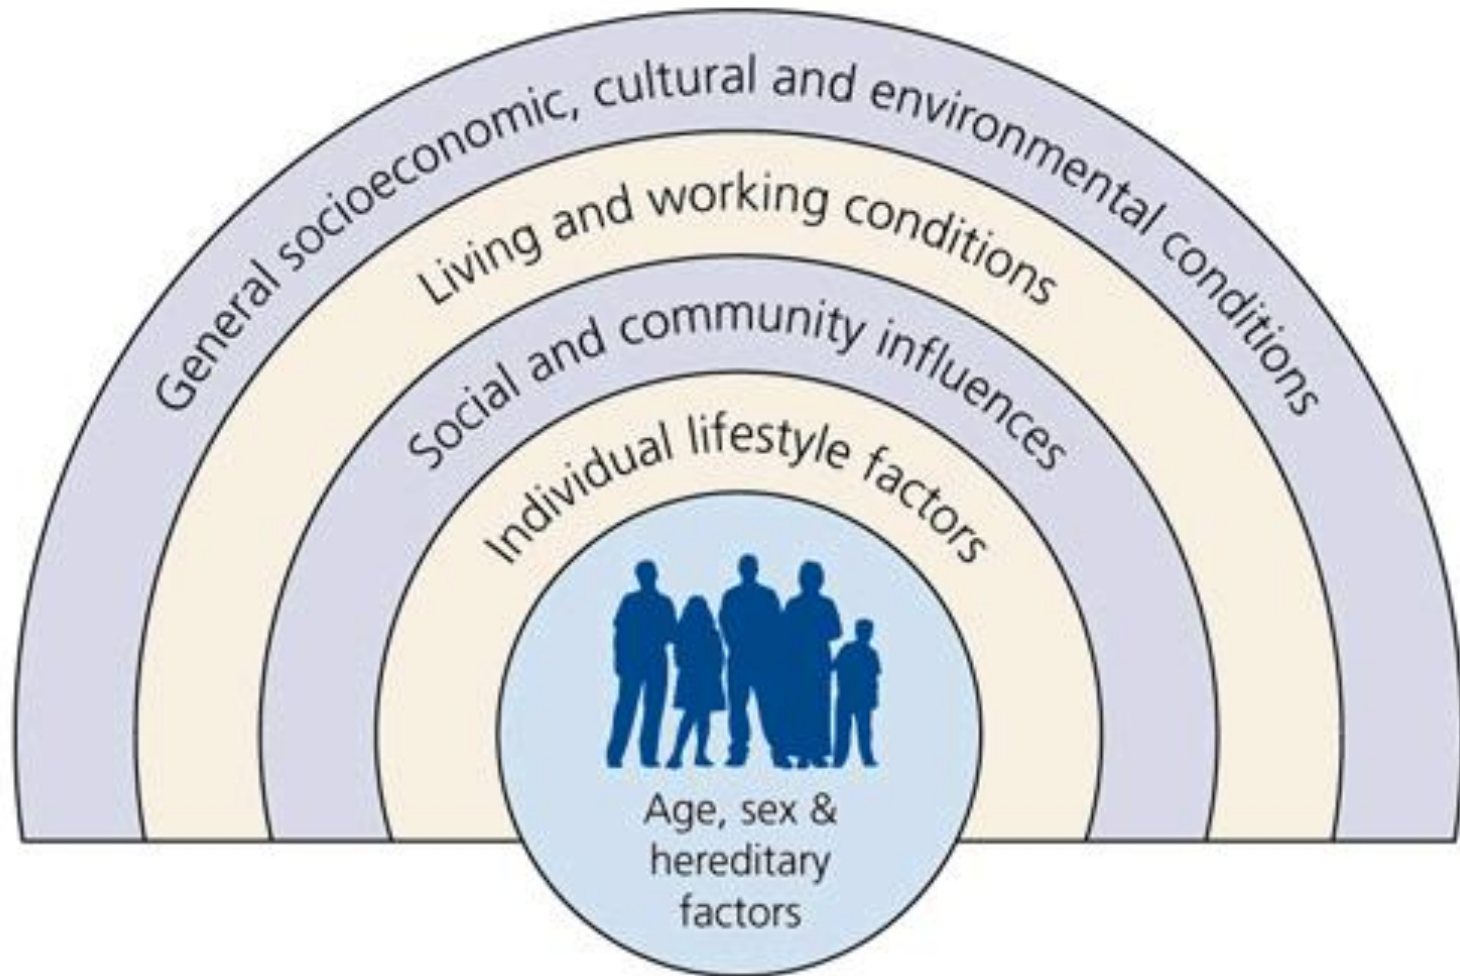 General socioeconomic, cultural and environmental conditions
Living and working conditions
Social and community influences
Individual lifestyle factors
Age, sex &
hereditary
factors